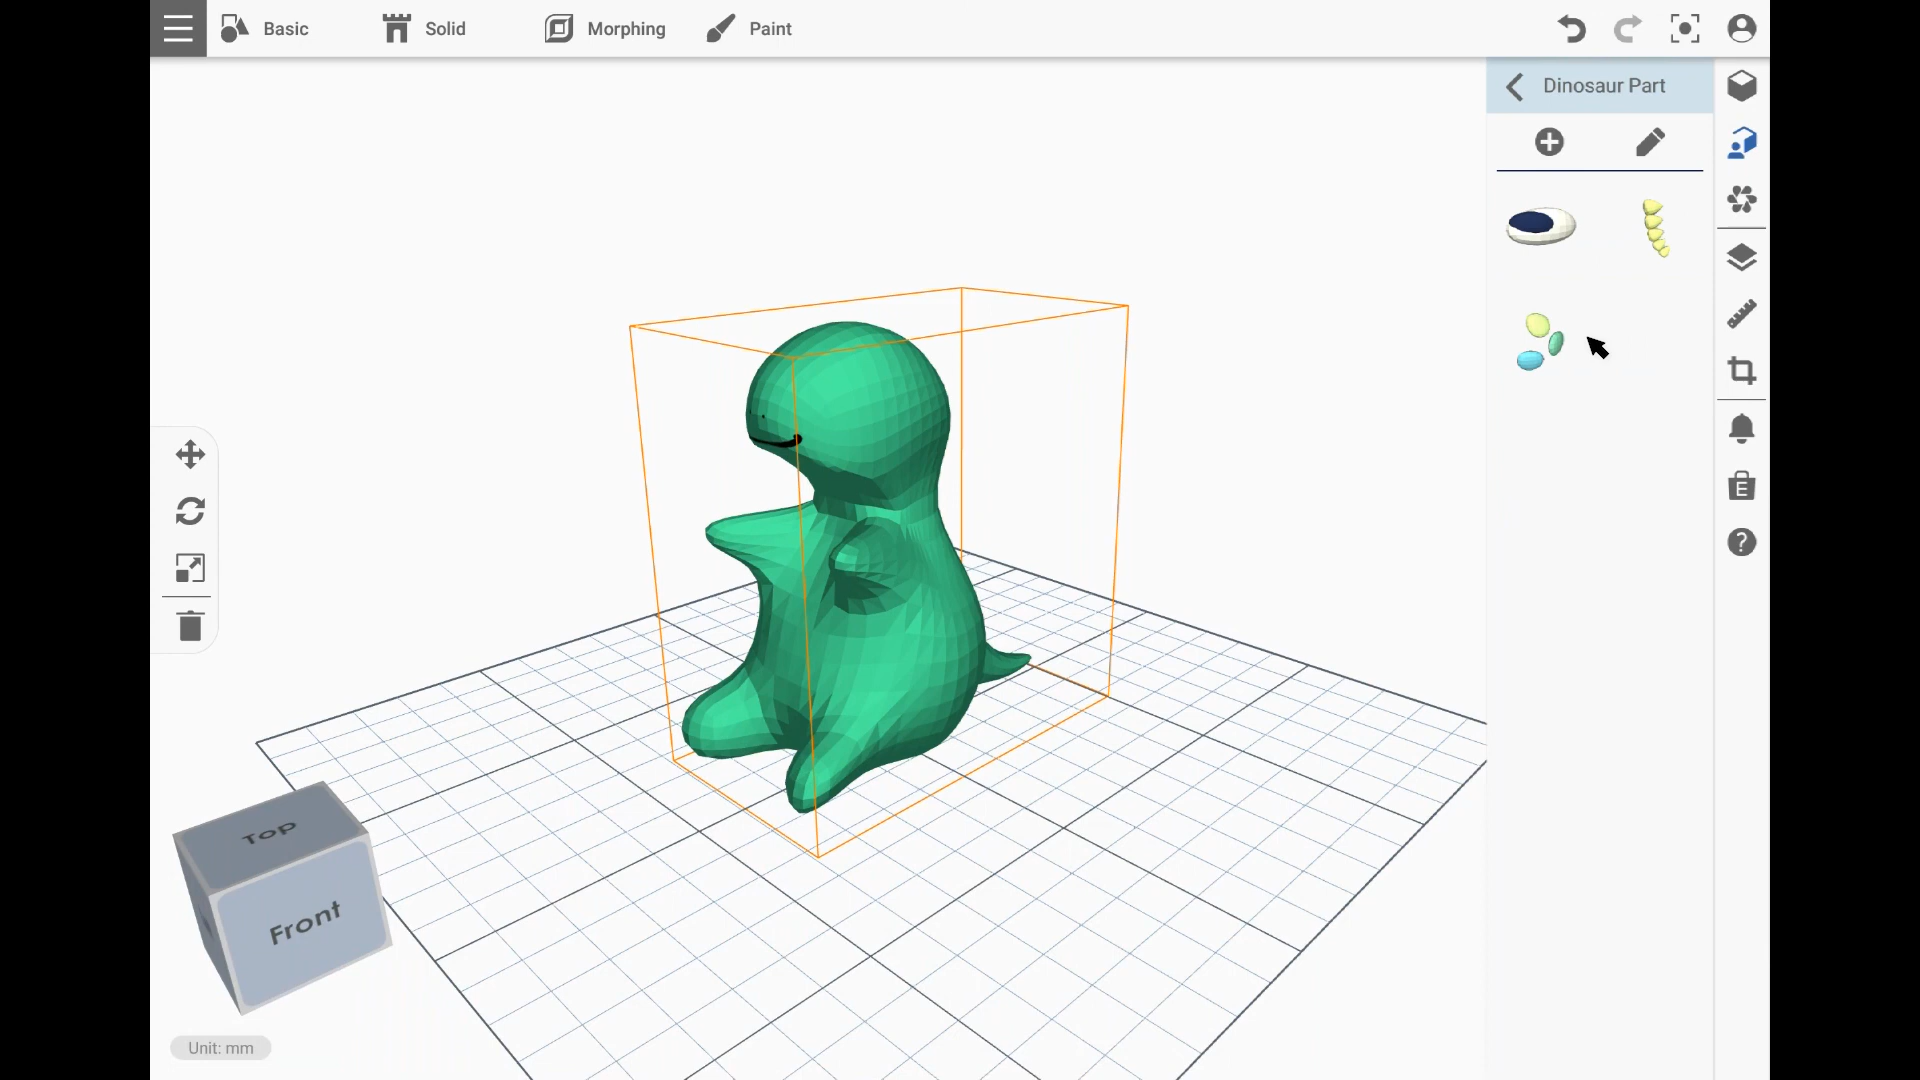 Basic
Solid
Morphing
Paint
Dinosaur Part
E
?
Top
Front
Unit: mm